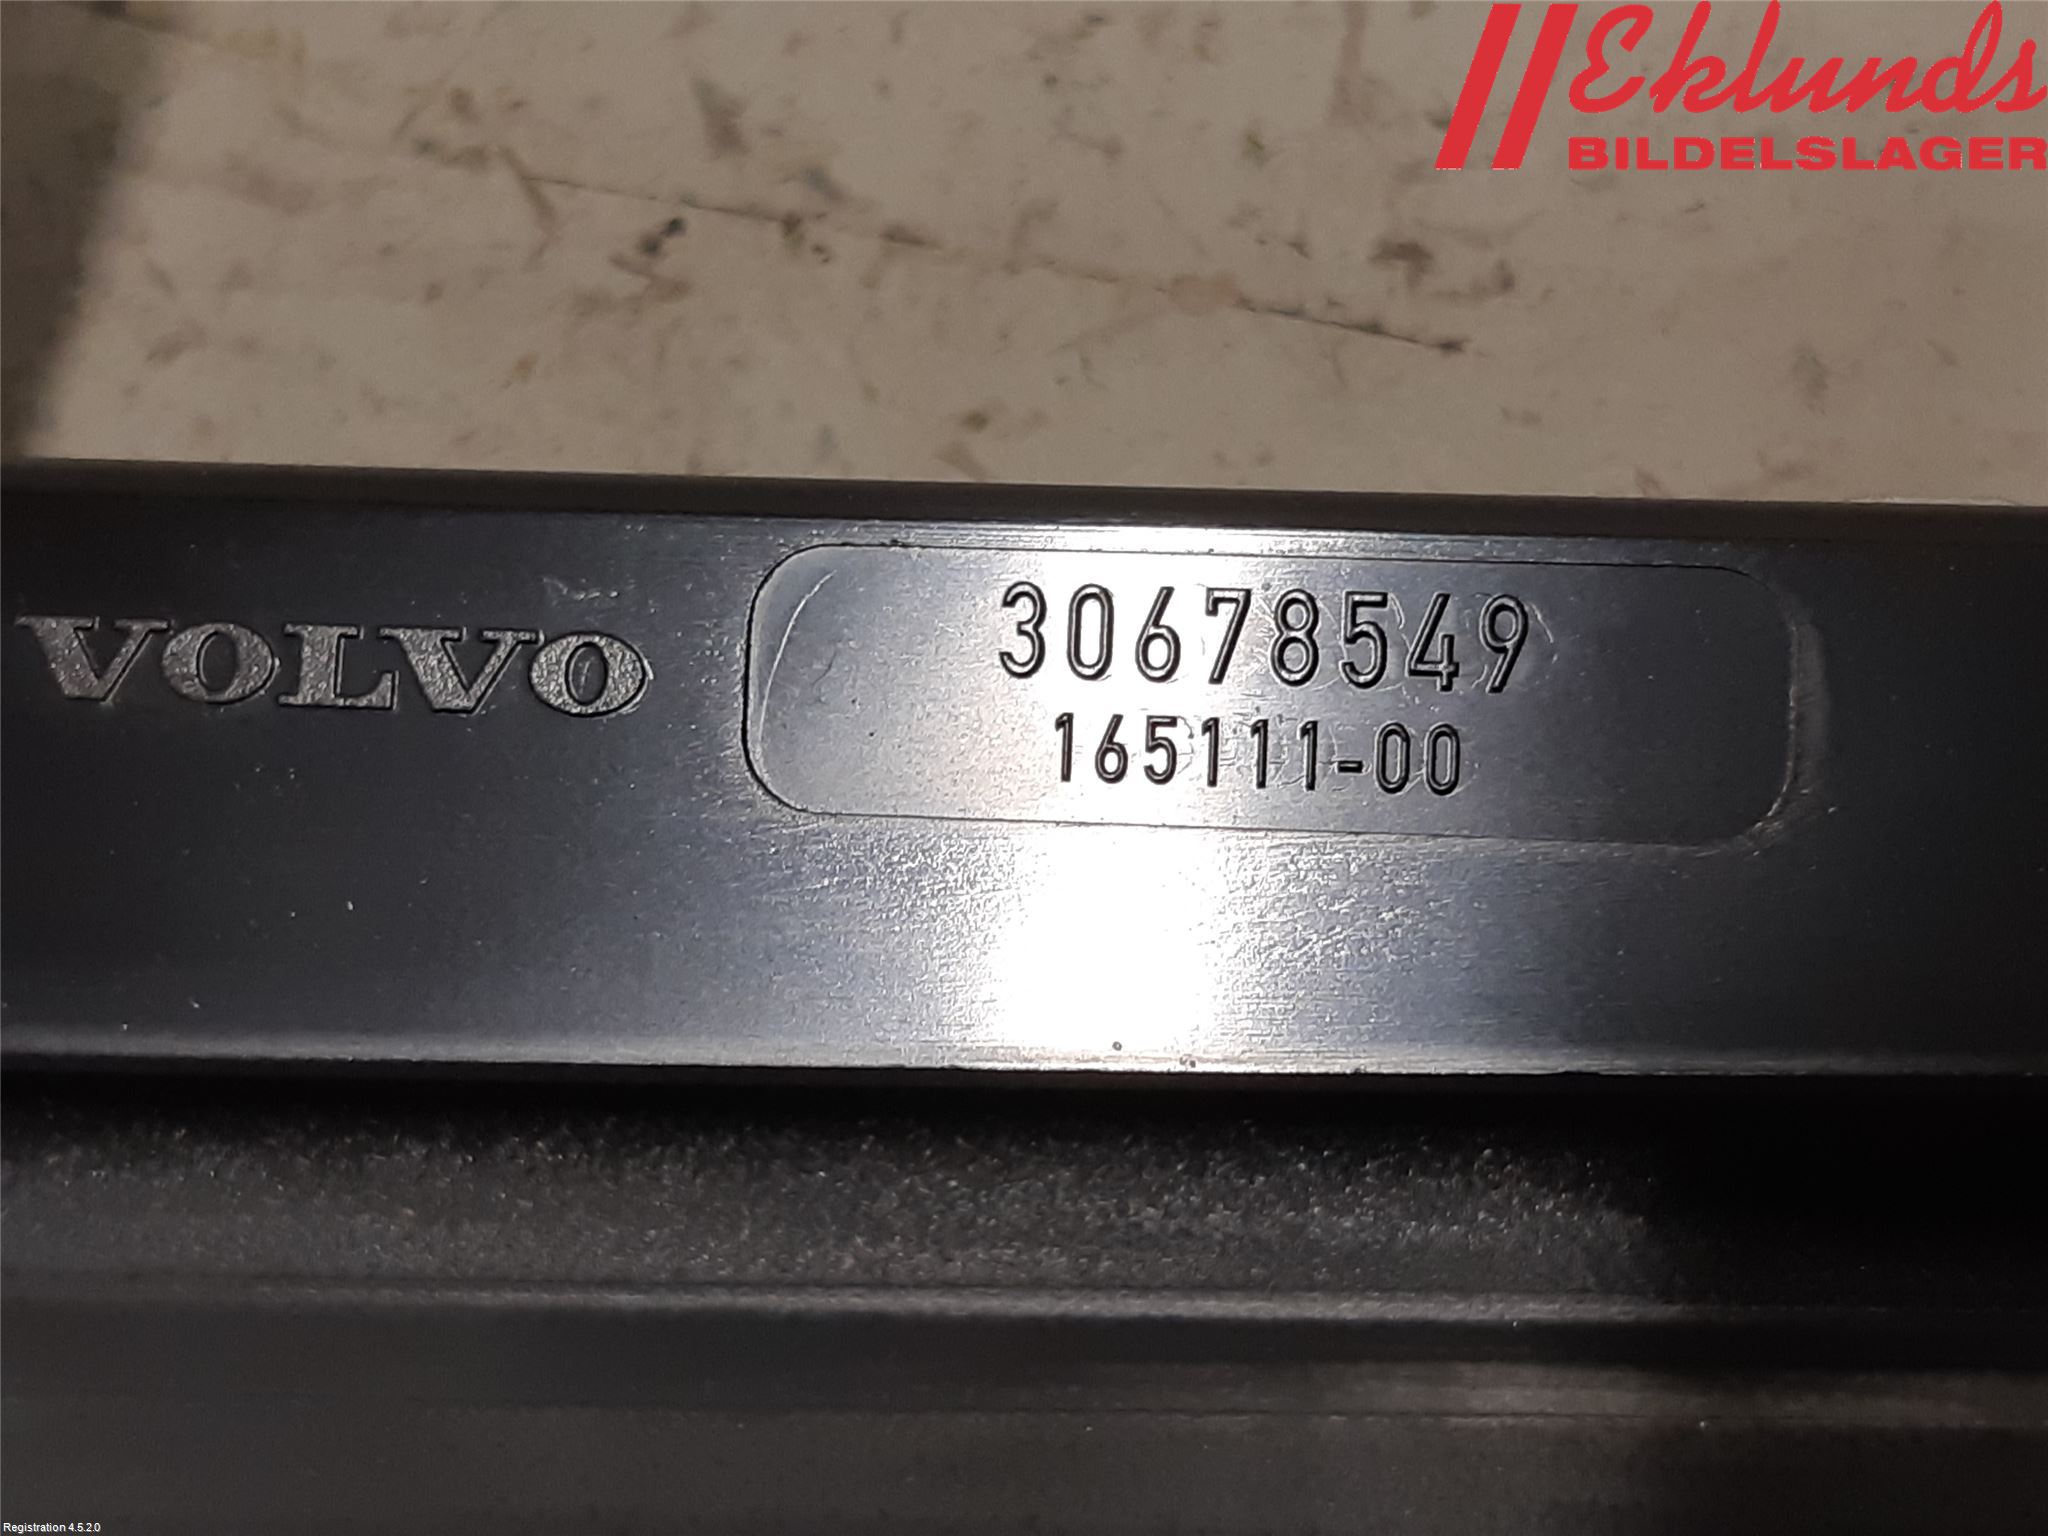 Eklunds
BILDELSLAGER
VOLVO
30678549
165111-00
Registration 4.5.2.0